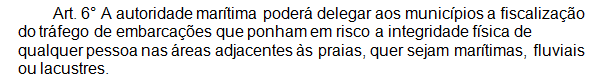 Art. 6° A autoridade marítima poderá delegar aos municípios a fiscalização
do tráfego de embarcações que ponham em risco a integridade física de
qualquer pessoa nas áreas adjacentes às praias, quer sejam marítimas, fluviais
ou lacustres.